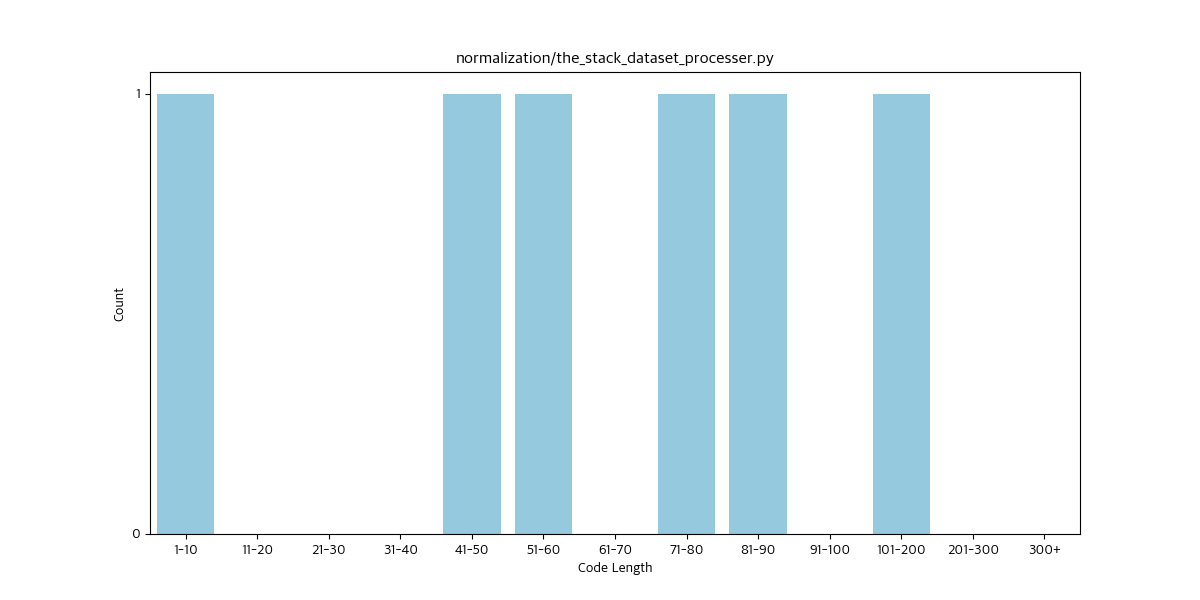 normalization/the_stack_dataset_processer.py
1
0
Count
1-10 11-20 21-30 31-40 41-50 51-60 61-70 71-80 81-90 91-100 101-200 201-300 300+
Code Length